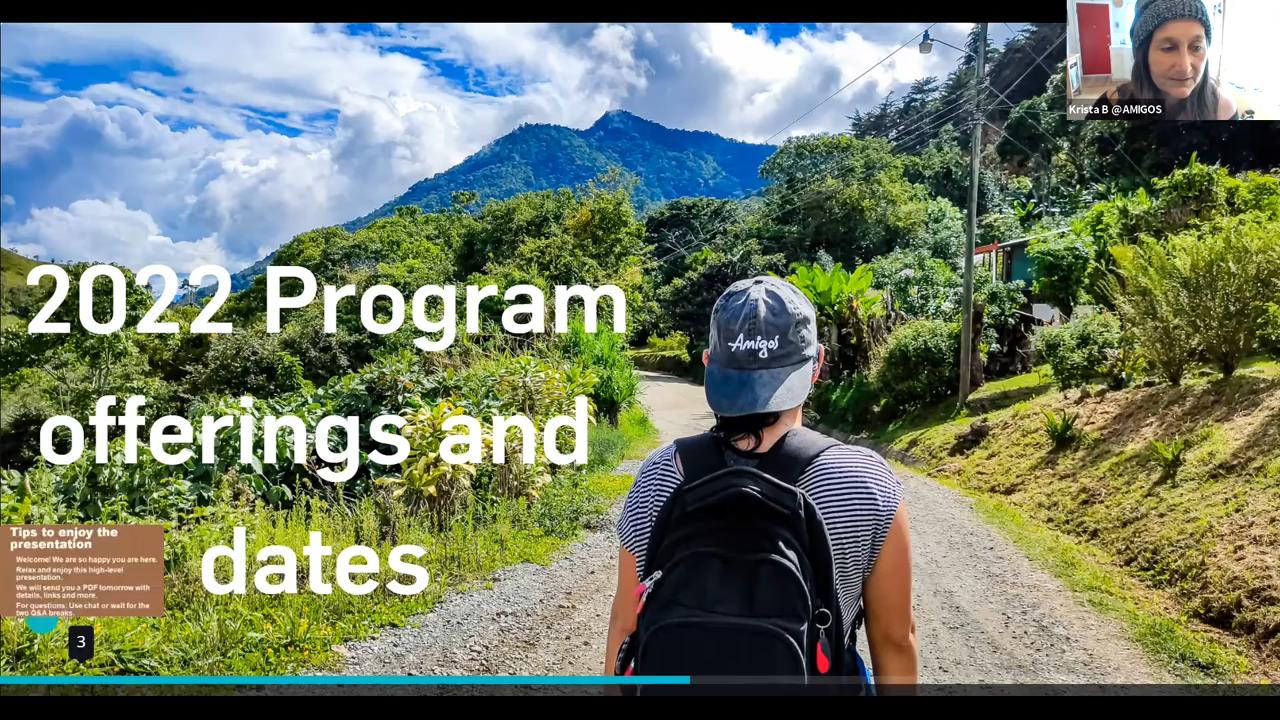 Krista B @AMIGOS
2022 Program
offerings and
dates
Amigos
Tips to enjoy the
presentation
Welcome! We are so happy you are here.
Relax and enjoy this high-level
presentation.
We will send you a PDF tomorrow with
details, links and more.
For questions: Use chat or wait for the
two Q&A breaks.
3